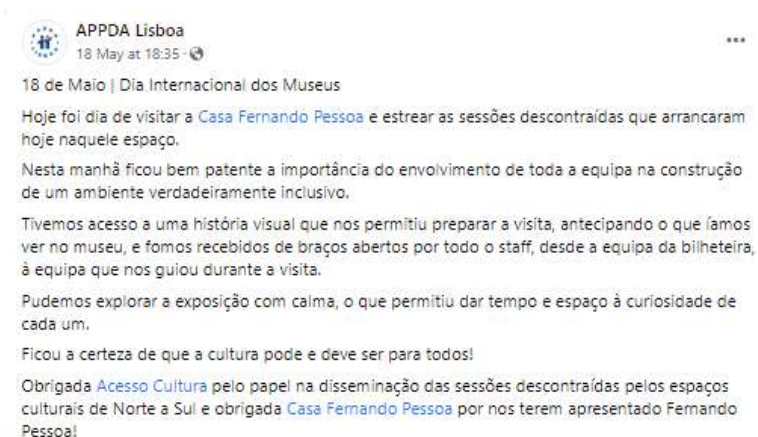 APPDA Lisboa
18 May at 18:35 ·
18 de Maio | Dia Internacional dos Museus
Hoje foi dia de visitar a Casa Fernando Pessoa e estrear as sessões descontraídas que arrancaram
hoje naquele espaço.
Nesta manhã ficou bem patente a importância do envolvimento de toda a equipa na construção
de um ambiente verdadeiramente inclusivo.
Tivemos acesso a uma história visual que nos permitiu preparar a visita, antecipando o que íamos
ver no museu, e fomos recebidos de braços abertos por todo o staff, desde a equipa da bilheteira,
à equipa que nos guiou durante a visita.
Pudemos explorar a exposição com calma, o que permitiu dar tempo e espaço à curiosidade de
cada um.
Ficou a certeza de que a cultura pode e deve ser para todos!
Obrigada Acesso Cultura pelo papel na disseminação das sessões descontraídas pelos espaços
culturais de Norte a Sul e obrigada Casa Fernando Pessoa por nos terem apresentado Fernando
Pessoa!